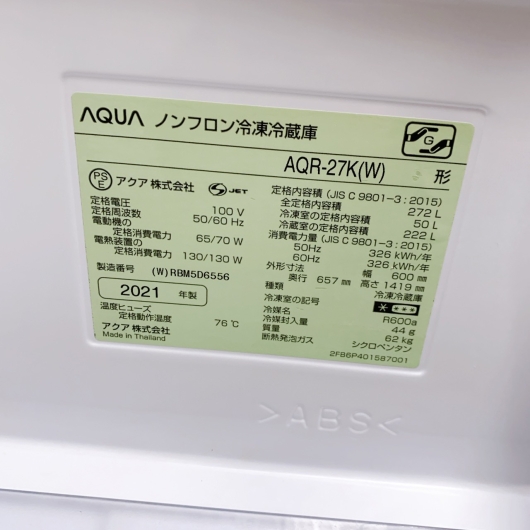 AQUA ノンフロン冷凍冷蔵庫
G
AQR-27K(W) 形
PSE アクア 株式会社 S JET
定格電圧 100 V
定格周波数 50/60 Hz
電動機の
定格消費電力 65/70 W
電熱装置の
定格消費電力 130/130 W
製造番号 (W)RBM5D6556
2021 年製
温度ヒューズ
定格動作温度 76℃
アクア 株式会社
Made in Thailand
定格内容積 (JIS C 9801-3 : 2015)
全定格内容積 272 L
冷凍室の定格内容積 50 L
冷蔵室の定格内容積 222 L
消費電力量 (JIS C 9801-3 : 2015)
50Hz 326 kWh/年
60Hz 326 kWh/年
外形寸法 幅 600 mm
奥行 657 mm 高さ 1419 mm
種類 冷凍冷蔵庫
冷凍室の記号
冷媒名 R600a
冷媒封入量 44 g
質量 62 kg
断熱発泡ガス シクロペンタン
2FB6P401587001
>ABS<